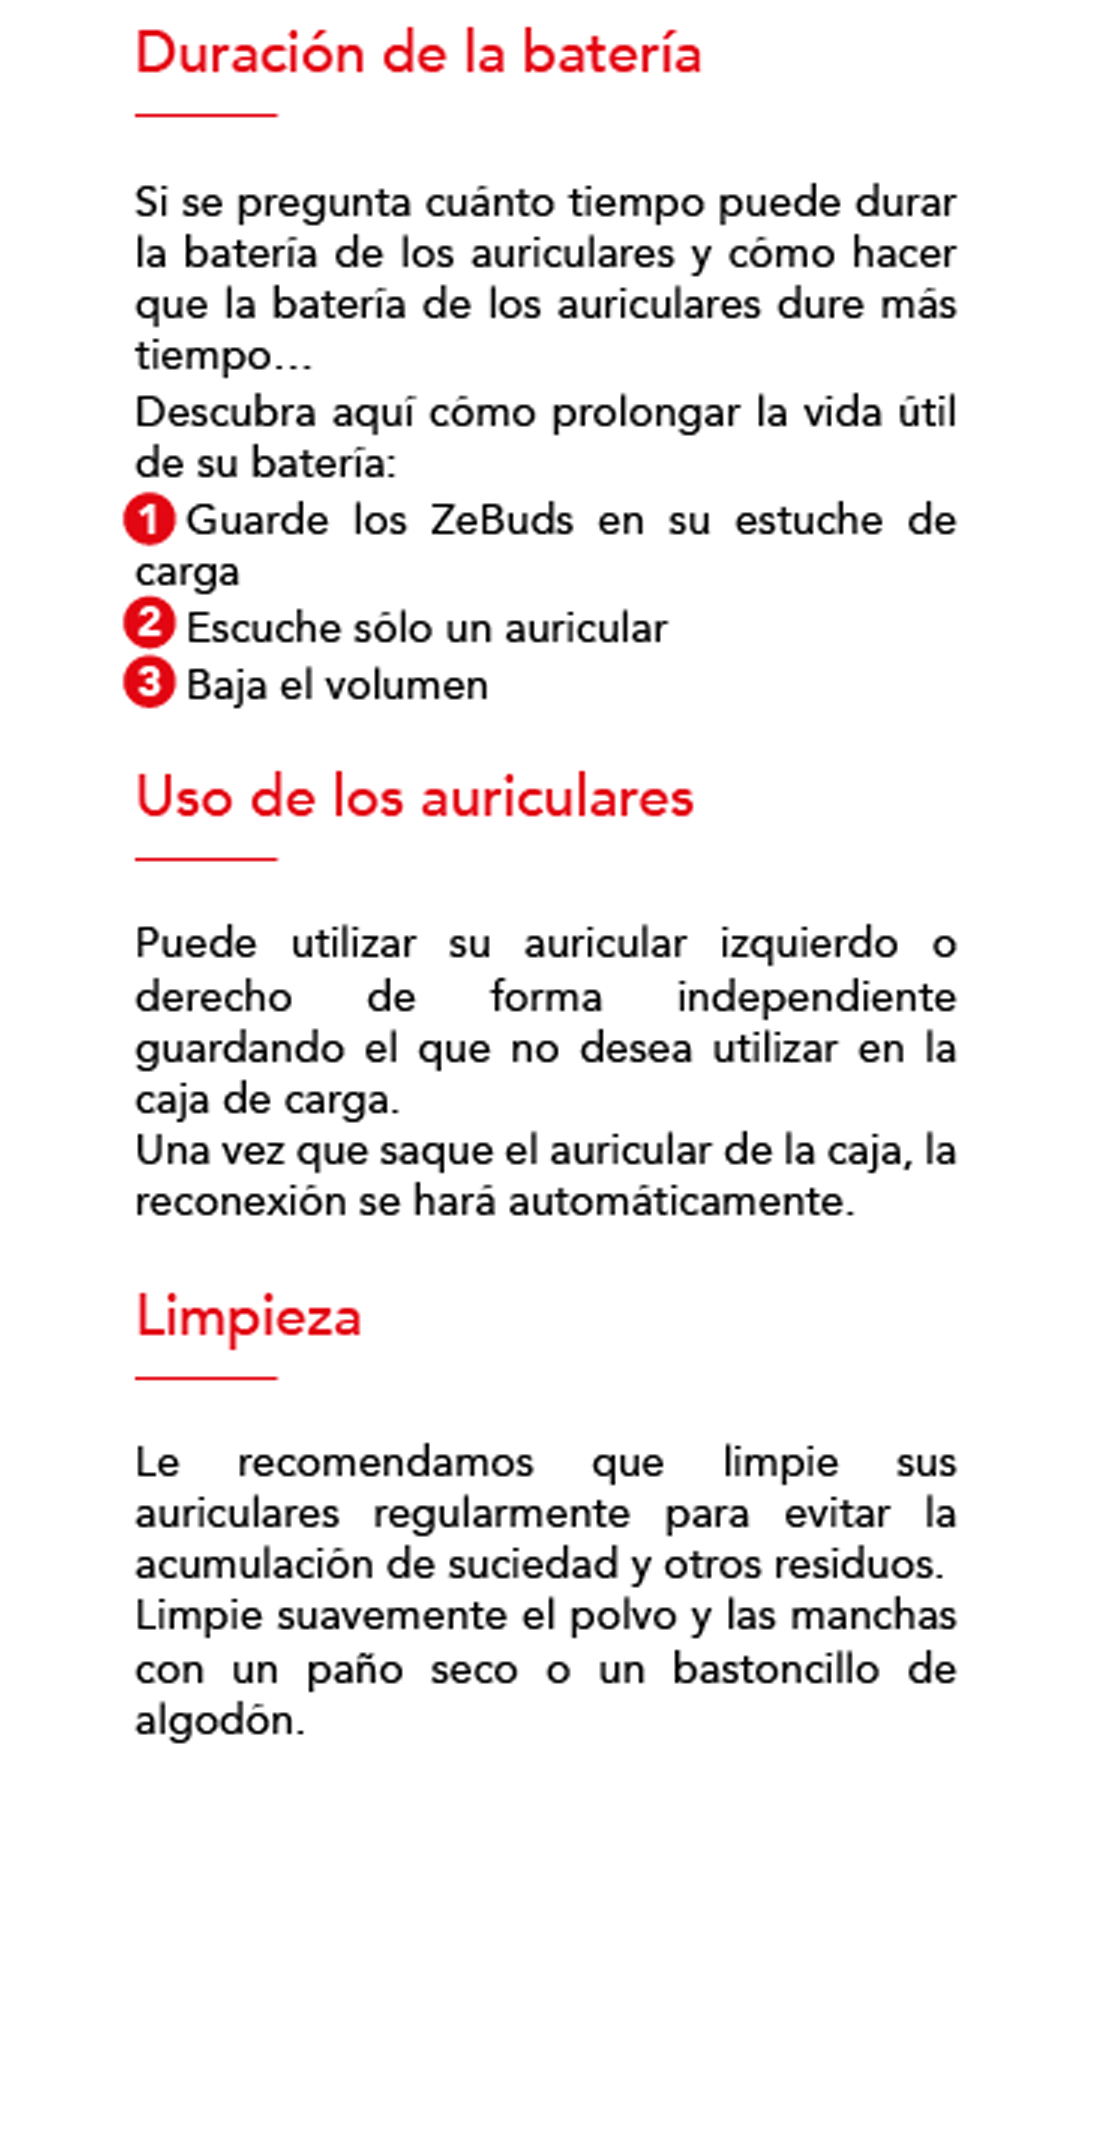 Duración de la batería
Si se pregunta cuánto tiempo puede durar
la batería de los auriculares y cómo hacer
que la batería de los auriculares dure más
tiempo...
Descubra aquí cómo prolongar la vida útil
de su batería:
1 Guarde los ZeBuds en su estuche de
carga
2 Escuche sólo un auricular
3 Baja el volumen
Uso de los auriculares
Puede utilizar su auricular izquierdo o
derecho de forma independiente
guardando el que no desea utilizar en la
caja de carga.
Una vez que saque el auricular de la caja, la
reconexión se hará automáticamente.
Limpieza
Le recomendamos que limpie sus
auriculares regularmente para evitar la
acumulación de suciedad y otros residuos.
Limpie suavemente el polvo y las manchas
con un paño seco o un bastoncillo de
algodón.